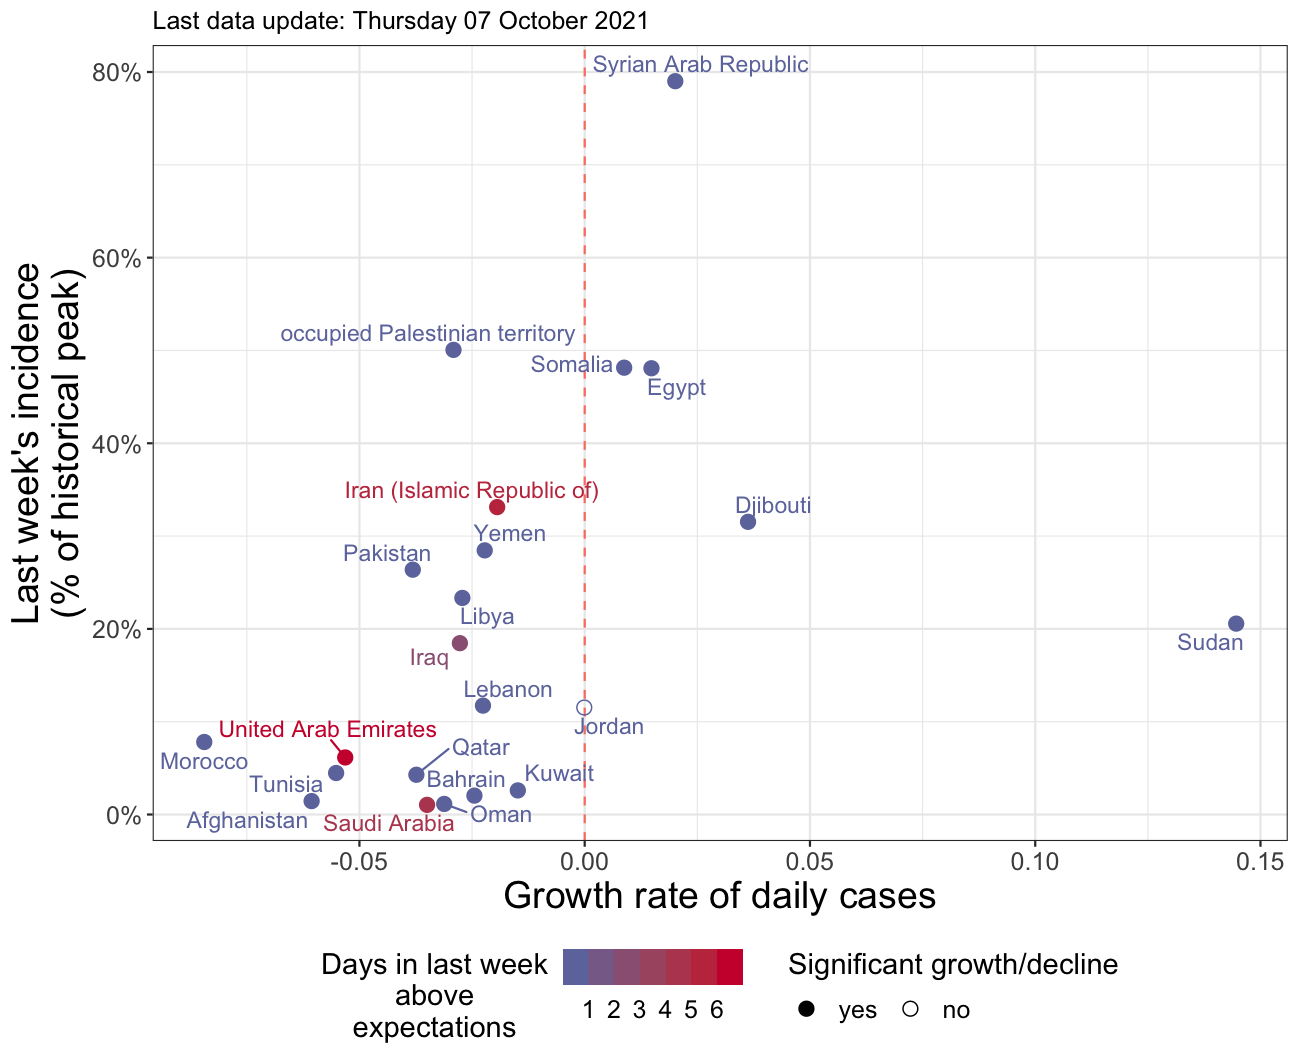 Last data update: Thursday 07 October 2021
Last week's incidence
(% of historical peak)
80%
60%
40%
20%
0%
Syrian Arab Republic
occupied Palestinian territory
Somalia
Egypt
Iran (Islamic Republic of)
Djibouti
Yemen
Pakistan
Libya
Sudan
Iraq
Lebanon
Jordan
United Arab Emirates
Qatar
Morocco
Kuwait
Bahrain
Tunisia
Oman
Afghanistan
Saudi Arabia
-0.05 0.00 0.05 0.10 0.15
Growth rate of daily cases
Days in last week
above
expectations
1 2 3 4 5 6
Significant growth/decline
yes no